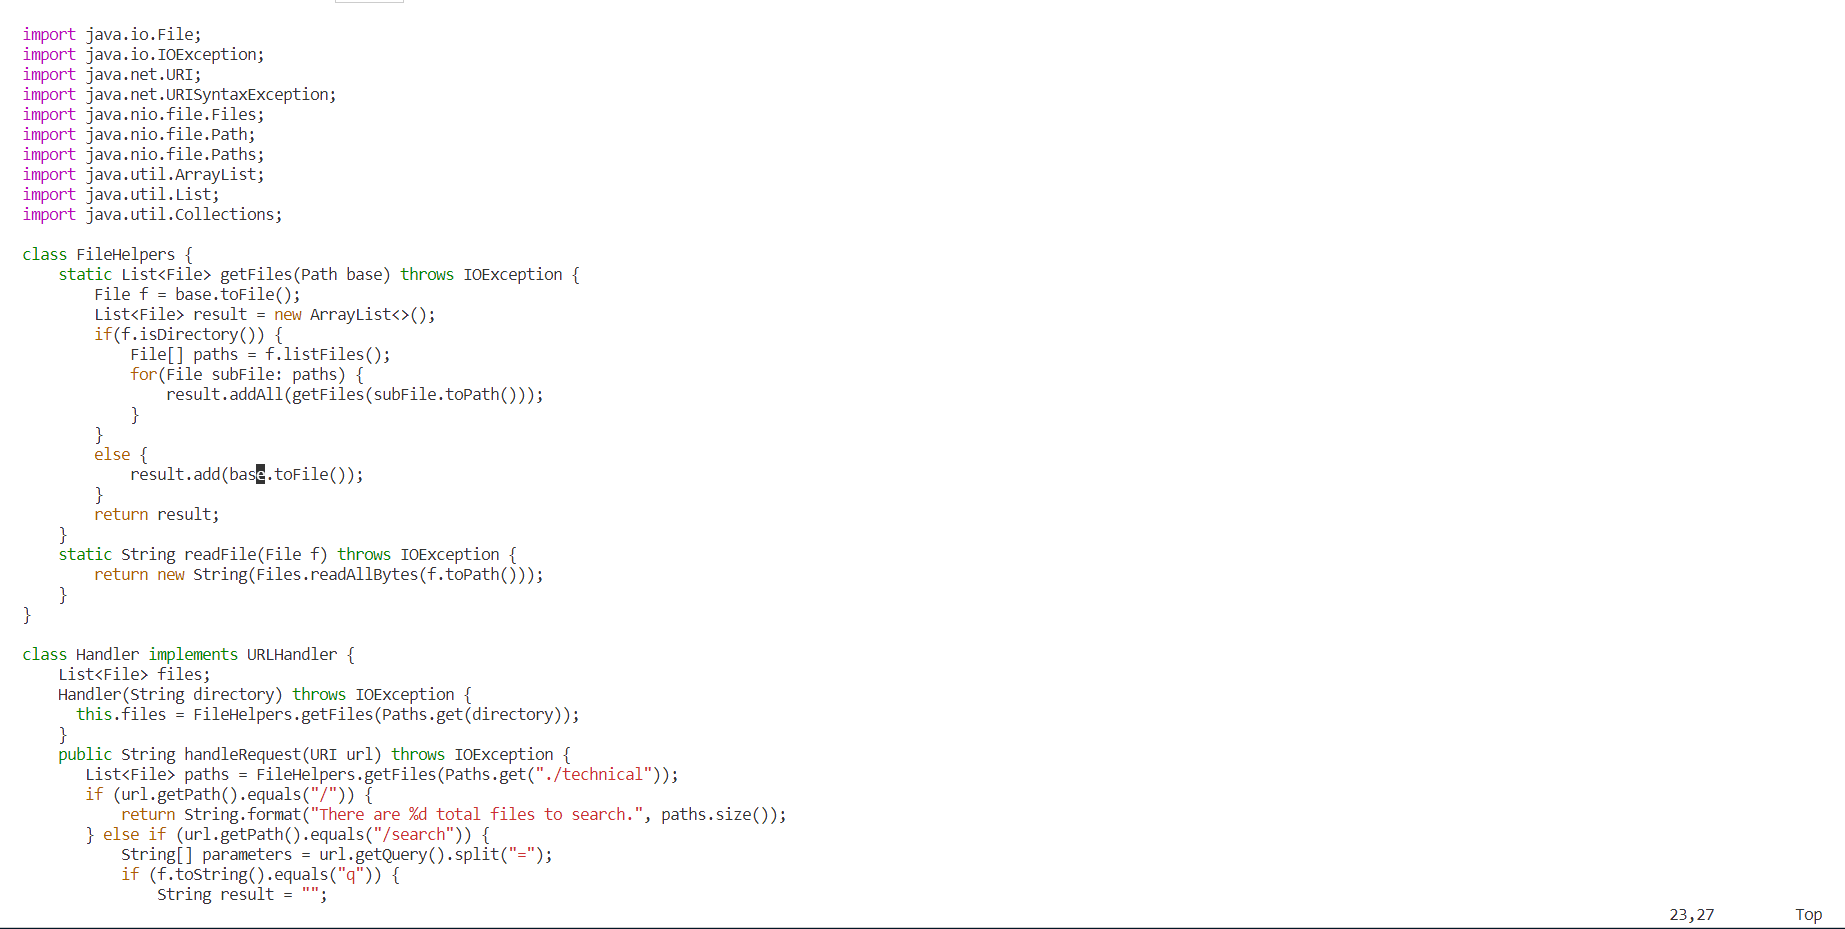 import java.io.File;
import java.io.IOException;
import java.net.URI;
import java.net.URISyntaxException;
import java.nio.file.Files;
import java.nio.file.Path;
import java.nio.file.Paths;
import java.util.ArrayList;
import java.util.List;
import java.util.Collections;

class FileHelpers {
    static List<File> getFiles(Path base) throws IOException {
        File f = base.toFile();
        List<File> result = new ArrayList<>();
        if(f.isDirectory()) {
            File[] paths = f.listFiles();
            for(File subFile: paths) {
                result.addAll(getFiles(subFile.toPath()));
            }
        }
        else {
            result.add(base.toFile());
        }
        return result;
    }
    static String readFile(File f) throws IOException {
        return new String(Files.readAllBytes(f.toPath()));
    }
}

class Handler implements URLHandler {
    List<File> files;
    Handler(String directory) throws IOException {
      this.files = FileHelpers.getFiles(Paths.get(directory));
    }
    public String handleRequest(URI url) throws IOException {
       List<File> paths = FileHelpers.getFiles(Paths.get("./technical"));
       if (url.getPath().equals("/")) {
           return String.format("There are %d total files to search.", paths.size());
       } else if (url.getPath().equals("/search")) {
           String[] parameters = url.getQuery().split("=");
           if (f.toString().equals("q")) {
               String result = "";
23,27 Top